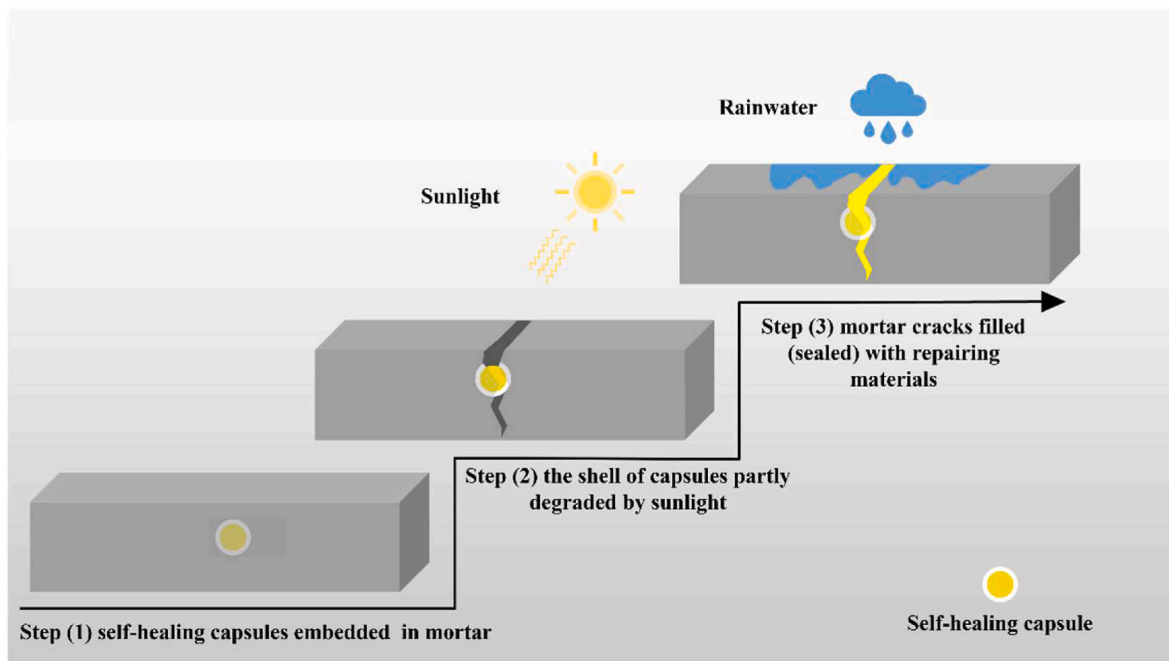 Rainwater
Sunlight
Step (3) mortar cracks filled
(sealed) with repairing
materials
Step (2) the shell of capsules partly
degraded by sunlight
Step (1) self-healing capsules embedded in mortar
Self-healing capsule